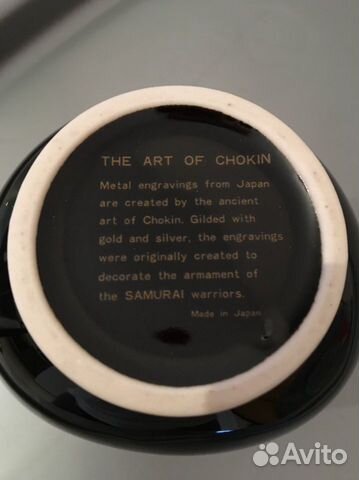 THE ART OF CHOKIN
Metal engravings from Japan
are created by the ancient
art of Chokin. Gilded with
gold and silver, the engravings
were originally created to
decorate the armament of
the SAMURAI warriors.
Made in Japan
Avito